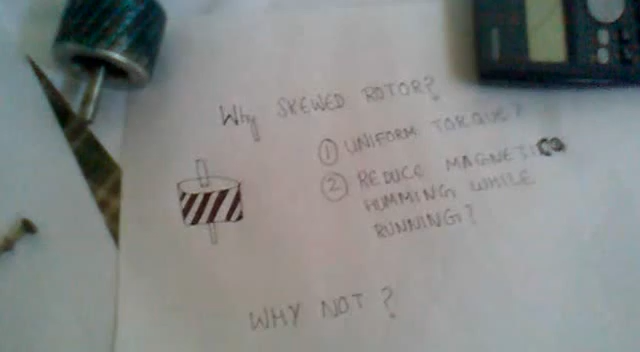 Why SKEWED ROTOR?
① UNIFORM TORQUE?
② REDUCE MAGNETIC
HUMMING WHILE
RUNNING?
WHY NOT?